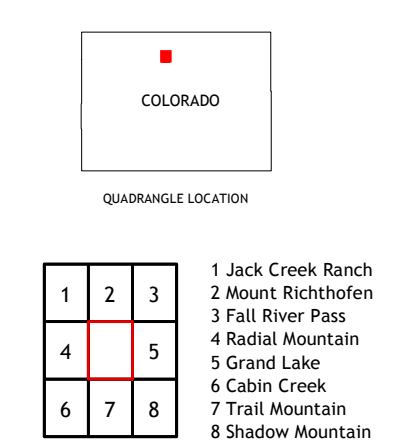 COLORADO
QUADRANGLE LOCATION
1 2 3
4 5
6 7 8
1 Jack Creek Ranch
2 Mount Richthofen
3 Fall River Pass
4 Radial Mountain
5 Grand Lake
6 Cabin Creek
7 Trail Mountain
8 Shadow Mountain